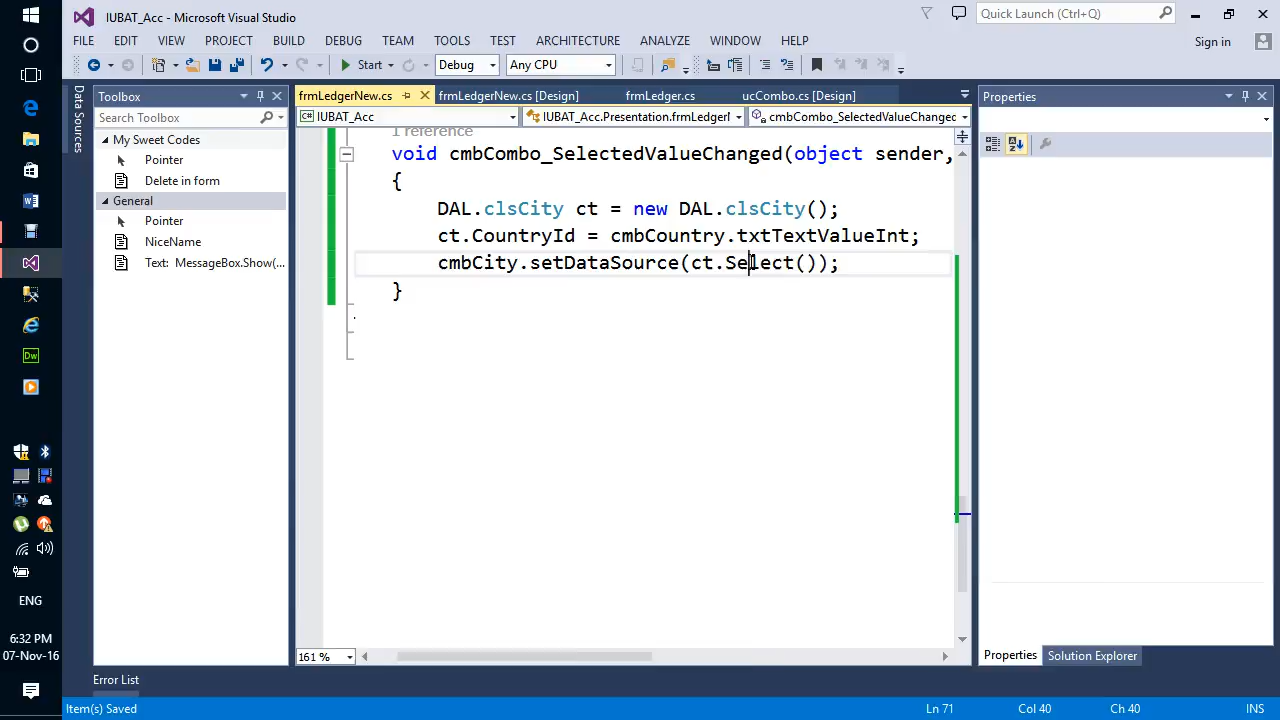 IUBAT_Acc - Microsoft Visual Studio
Quick Launch (Ctrl+Q)
FILE EDIT VIEW PROJECT BUILD DEBUG TEAM TOOLS TEST ARCHITECTURE ANALYZE WINDOW HELP
Sign in
Start Debug Any CPU
Data Sources
Toolbox
Search Toolbox
My Sweet Codes
Pointer
Delete in form
General
Pointer
NiceName
Text: MessageBox.Show(...
frmLedgerNew.cs frmLedgerNew.cs [Design] frmLedger.cs ucCombo.cs [Design]
IUBAT_Acc IUBAT_Acc.Presentation.frmLedgerI cmbCombo_SelectedValueChanged
1 reference
void cmbCombo_SelectedValueChanged(object sender,
{
DAL.clsCity ct = new DAL.clsCity();
ct.CountryId = cmbCountry.txtTextValueInt;
cmbCity.setDataSource(ct.Select());
}
161 %
Properties
Properties Solution Explorer
Error List
Item(s) Saved Ln 71 Col 40 Ch 40 INS
Dw
ENG
6:32 PM
07-Nov-16